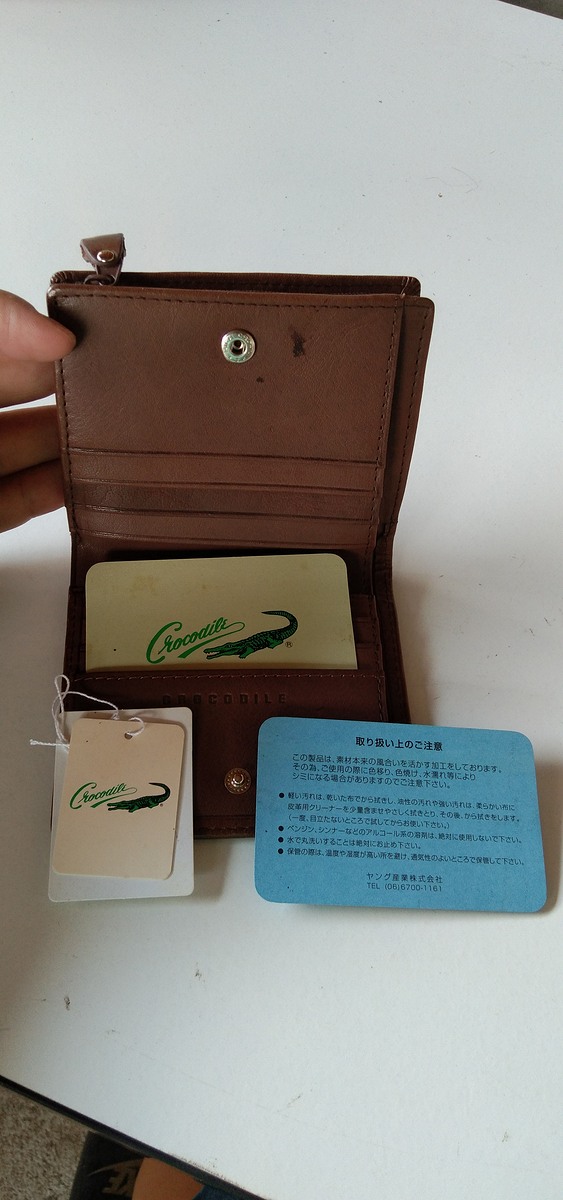 Crocodile
®
CROCODILE
Crocodile
取り扱い上のご注意
この製品は、素材本来の風合いを活かす加工をしております。
その為、ご使用の際に色移り、色焼け、水濡れ等により
シミになる場合がありますのでご注意下さい。
● 軽い汚れは、乾いた布でから拭きし、油性の汚れや強い汚れは、柔らかい布に
皮革用クリーナーを少量含ませやさしく拭きとり、その後、から拭きをします。
（一度、目立たないところで試してからお使い下さい。）
● ベンジン、シンナーなどのアルコール系の溶剤は、絶対に使用しないで下さい。
● 水で丸洗いすることは絶対にお止め下さい。
● 保管の際は、温度や湿度が高い所を避け、通気性のよいところで保管して下さい。
ヤング産業株式会社
TEL (06)6700-1161